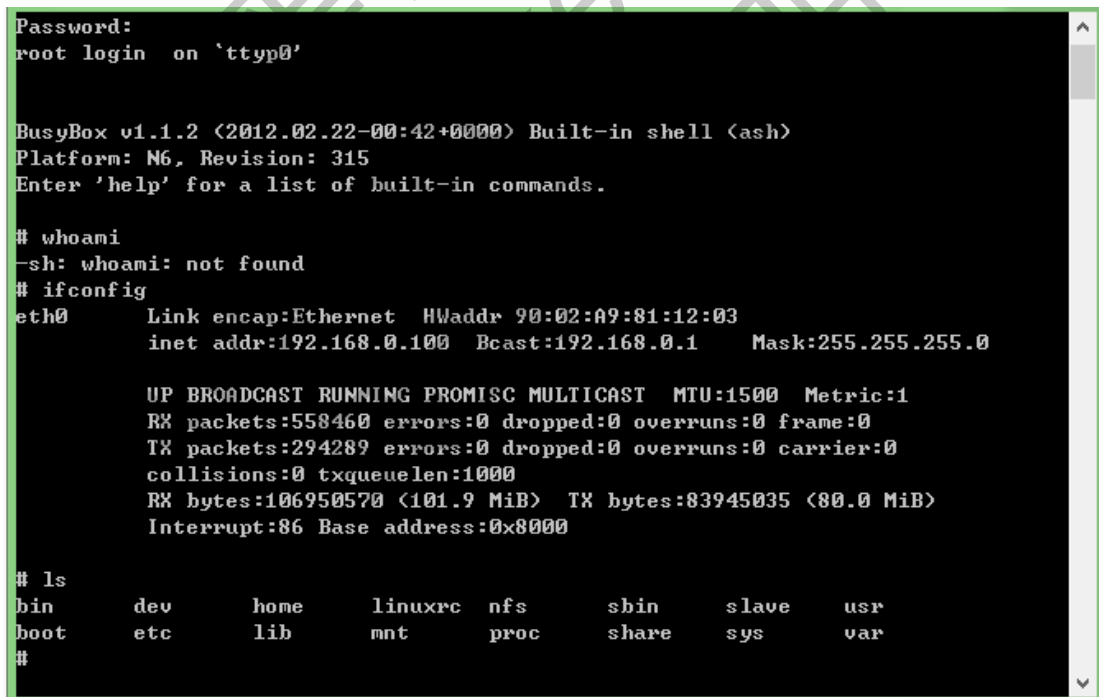 Password:
root login  on `ttyp0'
BusyBox v1.1.2 (2012.02.22-00:42+0000) Built-in shell (ash)
Platform: N6, Revision: 315
Enter 'help' for a list of built-in commands.
# whoami
-sh: whoami: not found
# ifconfig
eth0      Link encap:Ethernet  HWaddr 90:02:A9:81:12:03
          inet addr:192.168.0.100  Bcast:192.168.0.1    Mask:255.255.255.0
          UP BROADCAST RUNNING PROMISC MULTICAST  MTU:1500  Metric:1
          RX packets:558460 errors:0 dropped:0 overruns:0 frame:0
          TX packets:294289 errors:0 dropped:0 overruns:0 carrier:0
          collisions:0 txqueuelen:1000
          RX bytes:106950570 (101.9 MiB)  TX bytes:83945035 (80.0 MiB)
          Interrupt:86 Base address:0x8000
# ls
bin      dev      home     linuxrc  nfs      sbin     slave    usr
boot     etc      lib      mnt      proc     share    sys      var
#